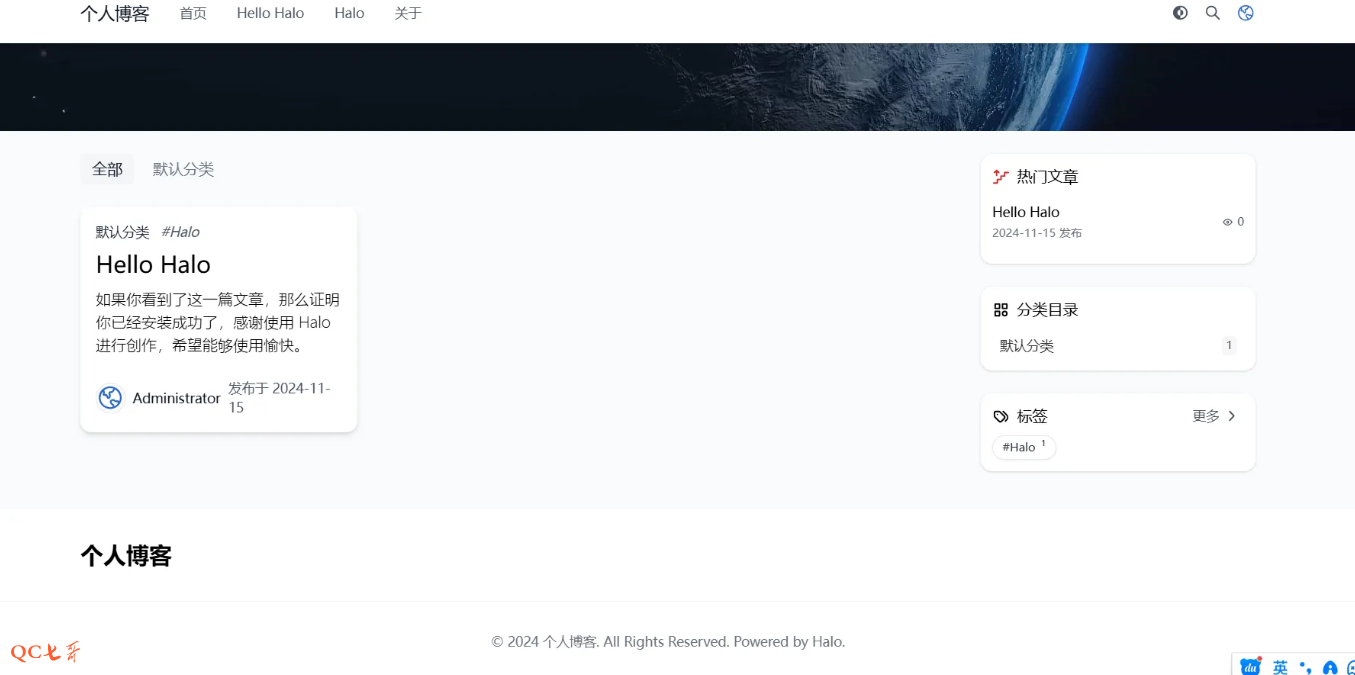 个人博客 首页 Hello Halo Halo 关于
全部 默认分类
默认分类 #Halo
Hello Halo
如果你看到了这一篇文章，那么证明
你已经安装成功了，感谢使用 Halo
进行创作，希望能够使用愉快。
Administrator 发布于 2024-11-
15
热门文章
Hello Halo
2024-11-15 发布
0
分类目录
默认分类 1
标签 更多
#Halo 1
个人博客
© 2024 个人博客. All Rights Reserved. Powered by Halo.
QC七哥
du 英